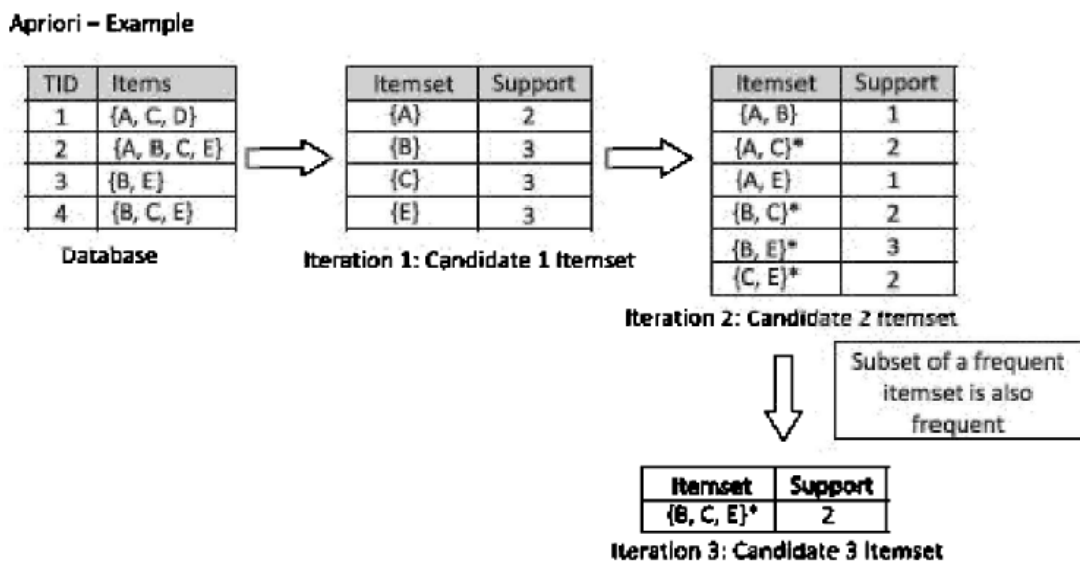 Apriori – Example
TID Items
1 {A, C, D}
2 {A, B, C, E}
3 {B, E}
4 {B, C, E}
Database
Itemset Support
{A} 2
{B} 3
{C} 3
{E} 3
Iteration 1: Candidate 1 Itemset
Itemset Support
{A, B} 1
{A, C}* 2
{A, E} 1
{B, C}* 2
{B, E}* 3
{C, E}* 2
Iteration 2: Candidate 2 Itemset
Subset of a frequent
itemset is also
frequent
Itemset Support
{B, C, E}* 2
Iteration 3: Candidate 3 Itemset